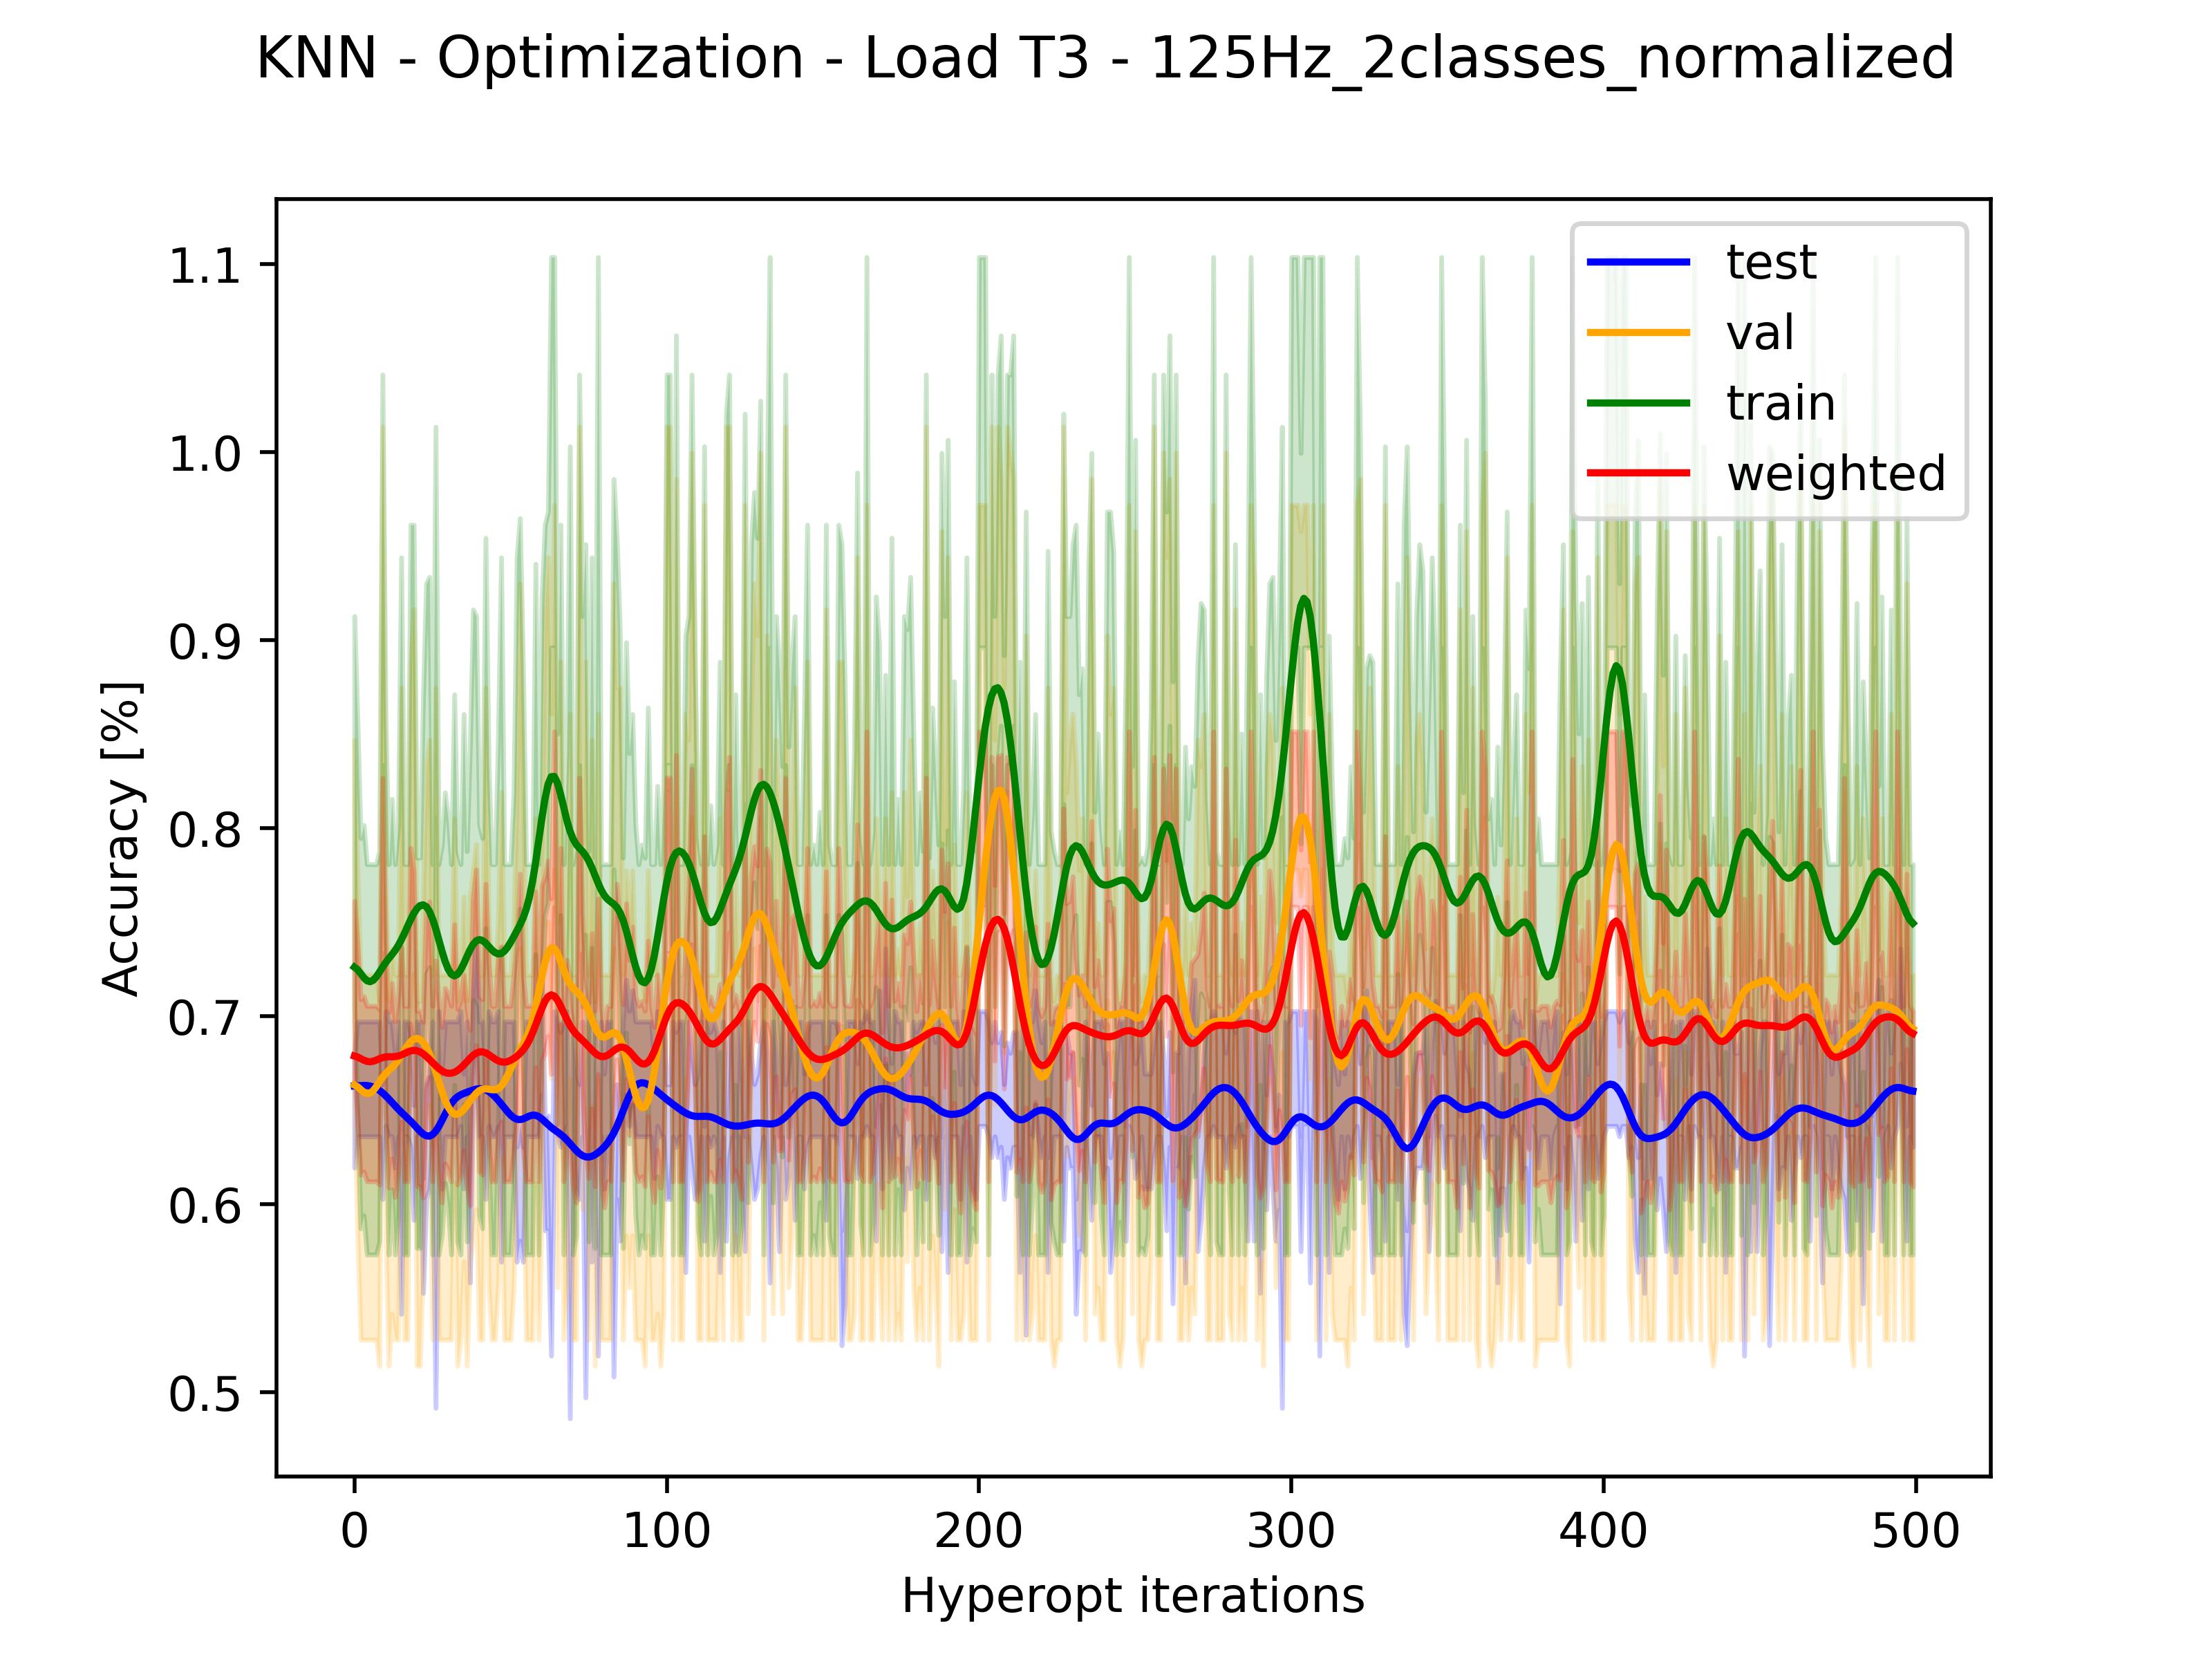 KNN - Optimization - Load T3 - 125Hz_2classes_normalized
test
val
train
weighted
1.1
1.0
0.9
0.8
0.7
0.6
0.5
Accuracy [%]
0 100 200 300 400 500
Hyperopt iterations